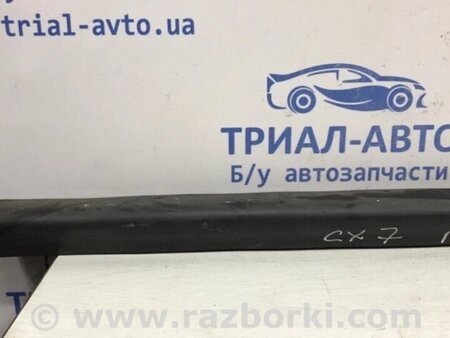 trial-avto.ua
ТРИАЛ-АВТО
Б/у автозапчасти
CX 7
www.razborki.com